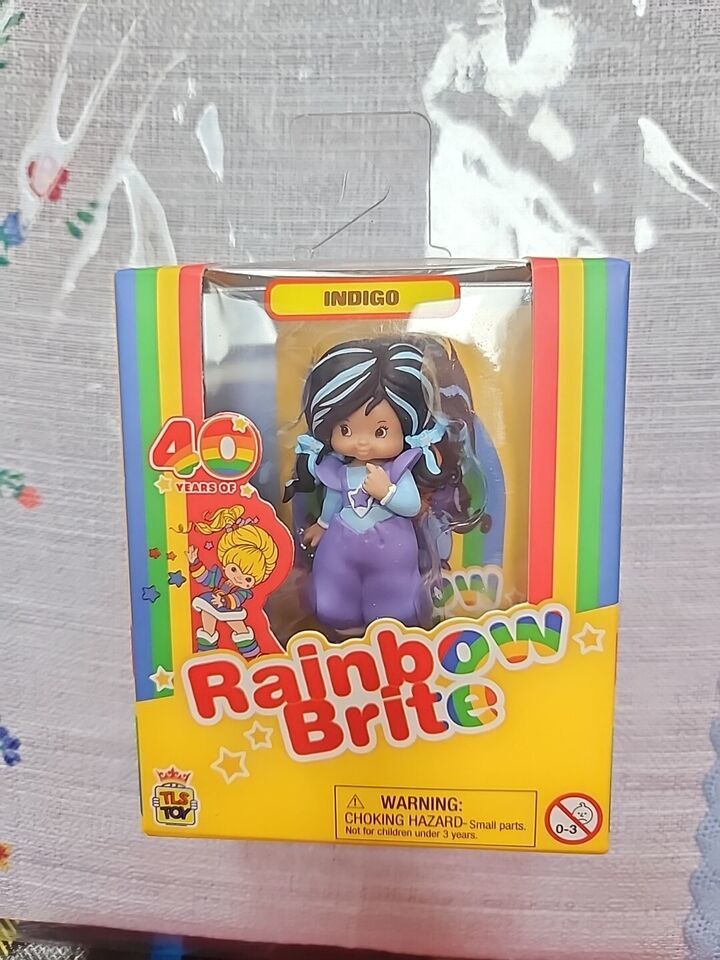 INDIGO
40
YEARS OF
OW
Rainbow
Brite
TLS
TOY
⚠ WARNING:
CHOKING HAZARD-Small parts.
Not for children under 3 years.
0-3